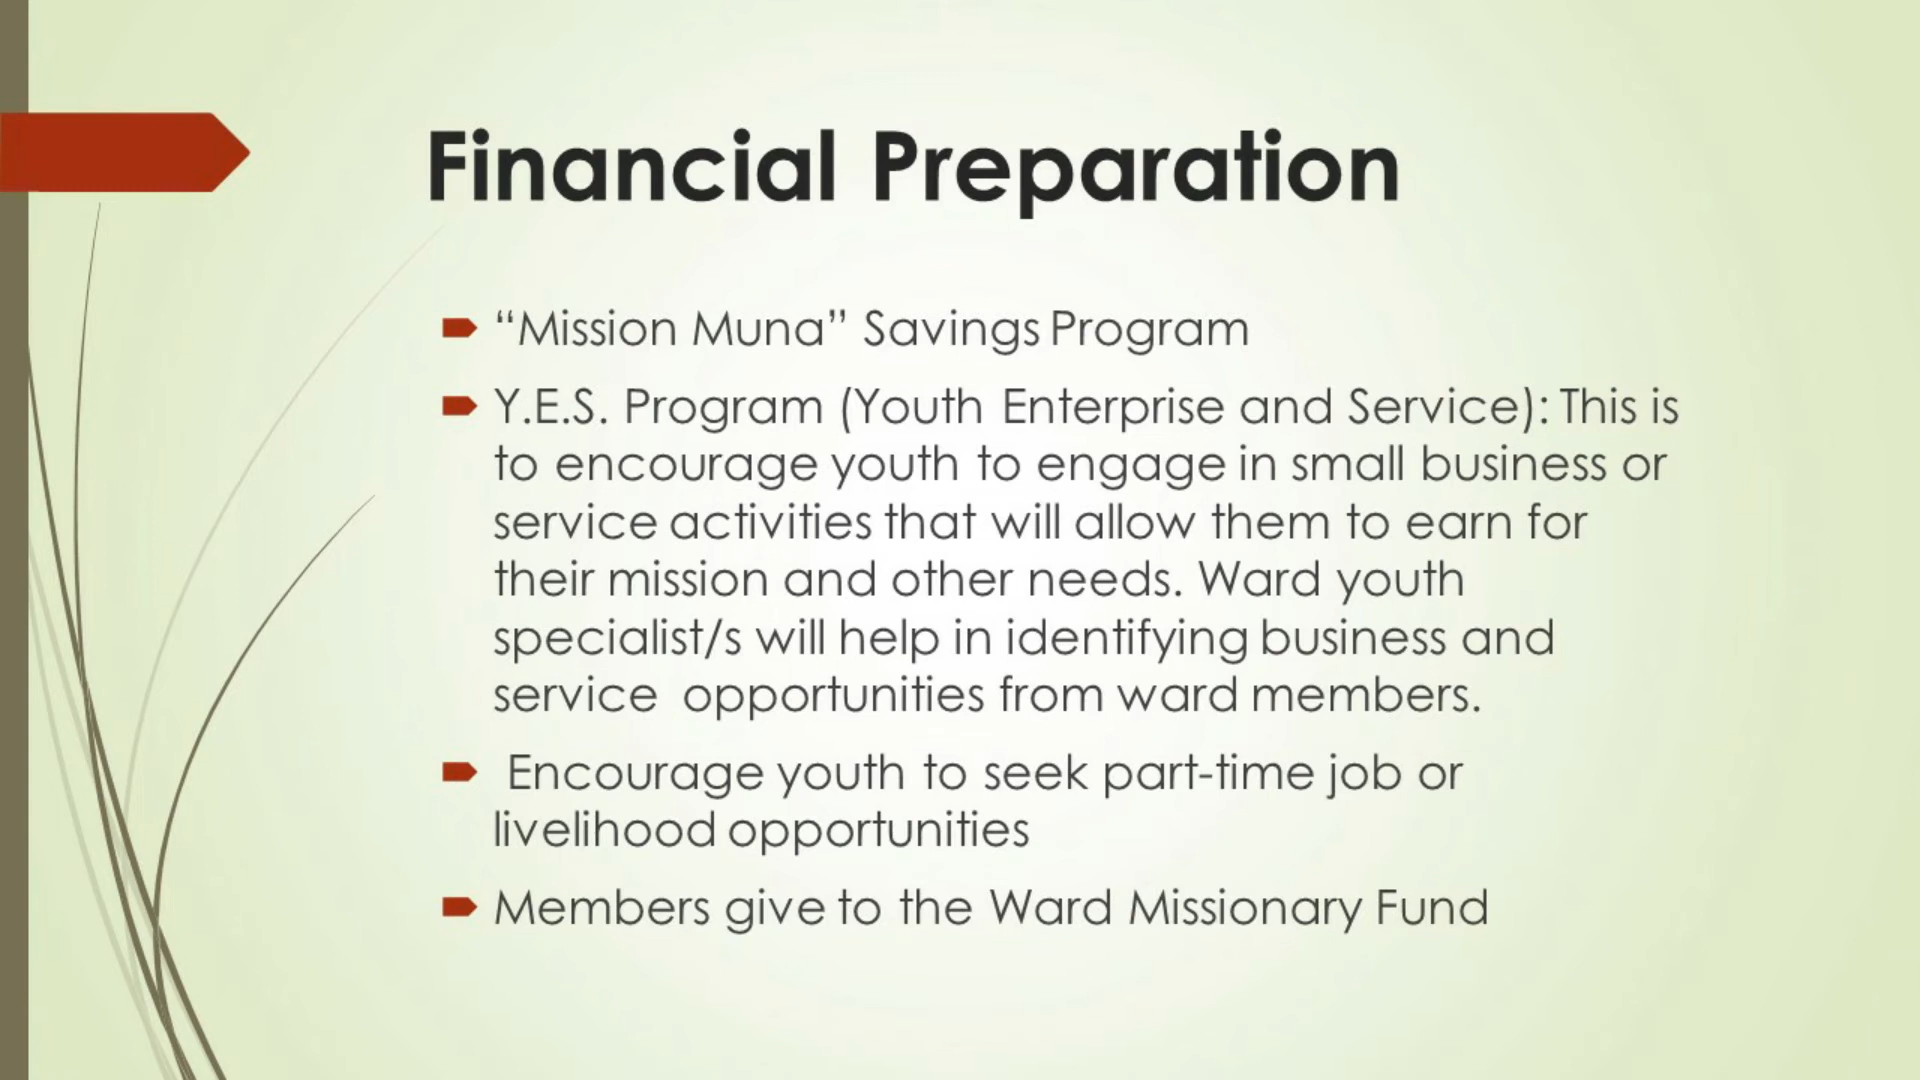 Financial Preparation
“Mission Muna” Savings Program
Y.E.S. Program (Youth Enterprise and Service): This is
to encourage youth to engage in small business or
service activities that will allow them to earn for
their mission and other needs. Ward youth
specialist/s will help in identifying business and
service  opportunities from ward members.
Encourage youth to seek part-time job or
livelihood opportunities
Members give to the Ward Missionary Fund